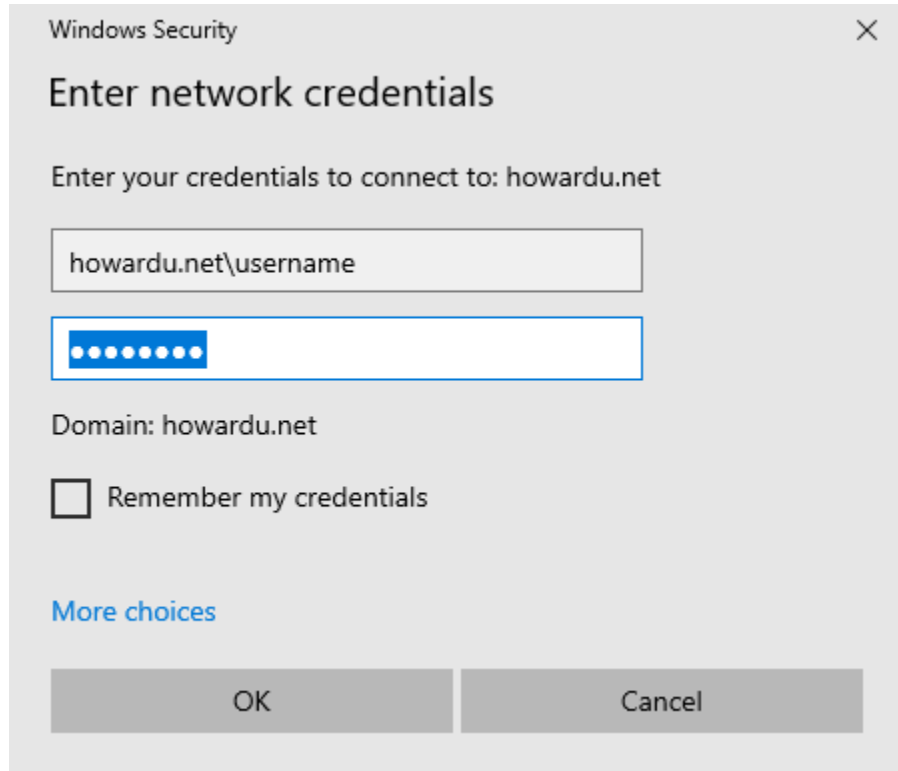 Windows Security
Enter network credentials
Enter your credentials to connect to: howardu.net
howardu.net\username
●●●●●●●●
Domain: howardu.net
Remember my credentials
More choices
OK
Cancel